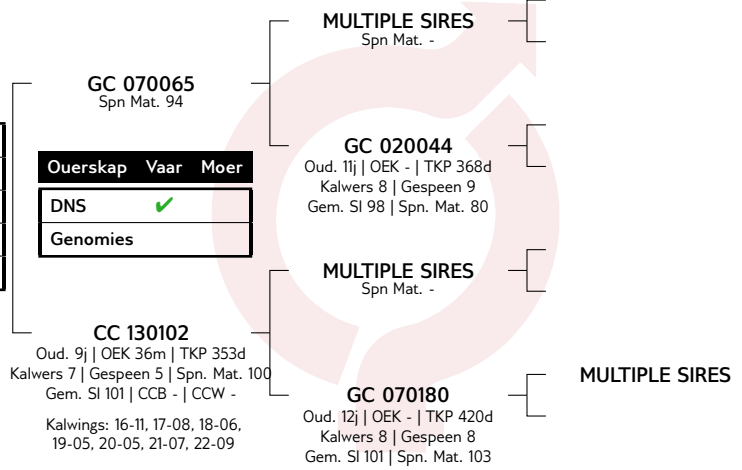 MULTIPLE SIRES
Spn Mat. -
GC 070065
Spn Mat. 94
GC 020044
Oud. 11j | OEK - | TKP 368d
Kalwers 8 | Gespeen 9
Gem. SI 98 | Spn. Mat. 80
Ouerskap Vaar Moer
DNS ✔
Genomies
MULTIPLE SIRES
Spn Mat. -
CC 130102
Oud. 9j | OEK 36m | TKP 353d
Kalwers 7 | Gespeen 5 | Spn. Mat. 100
Gem. SI 101 | CCB - | CCW -
Kalwings: 16-11, 17-08, 18-06,
19-05, 20-05, 21-07, 22-09
MULTIPLE SIRES
GC 070180
Oud. 12j | OEK - | TKP 420d
Kalwers 8 | Gespeen 8
Gem. SI 101 | Spn. Mat. 103